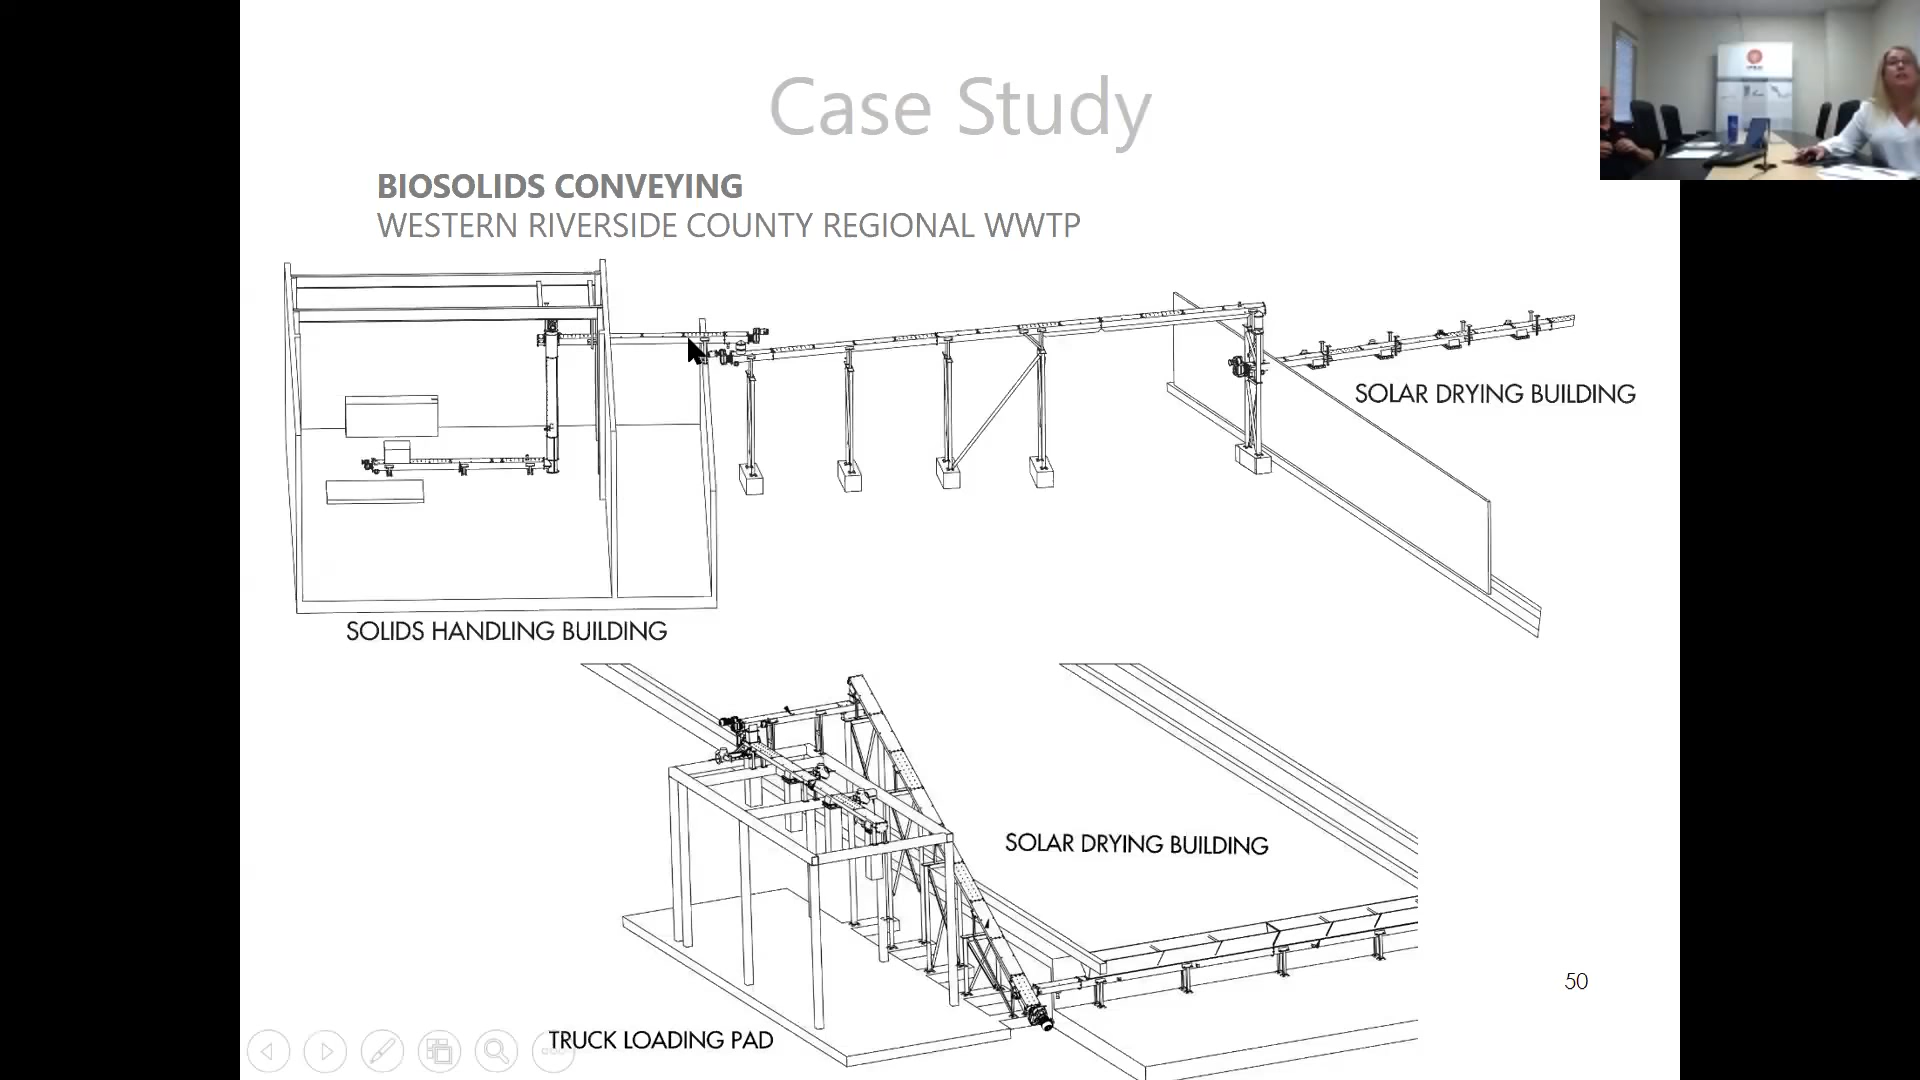 Case Study
BIOSOLIDS CONVEYING
WESTERN RIVERSIDE COUNTY REGIONAL WWTP
SOLAR DRYING BUILDING
SOLIDS HANDLING BUILDING
SOLAR DRYING BUILDING
50
TRUCK LOADING PAD